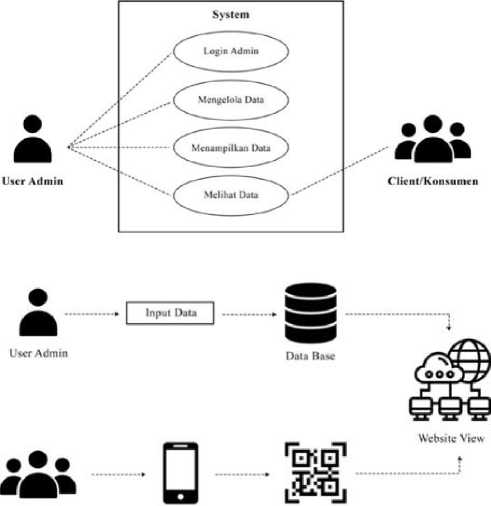 System
Login Admin
Mengelola Data
Menampilkan Data
Melihat Data
User Admin
Client/Konsumen
Input Data
User Admin
Data Base
Website View